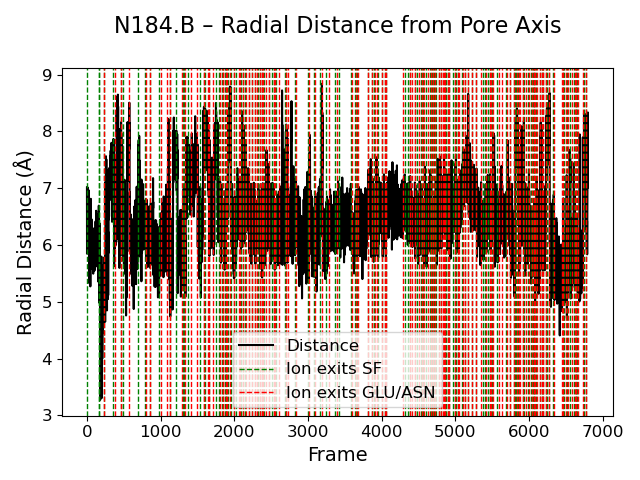 N184.B – Radial Distance from Pore Axis
Radial Distance (Å)
9
8
7
6
5
4
3
Distance
Ion exits SF
Ion exits GLU/ASN
0
1000
2000
3000
4000
5000
6000
7000
Frame